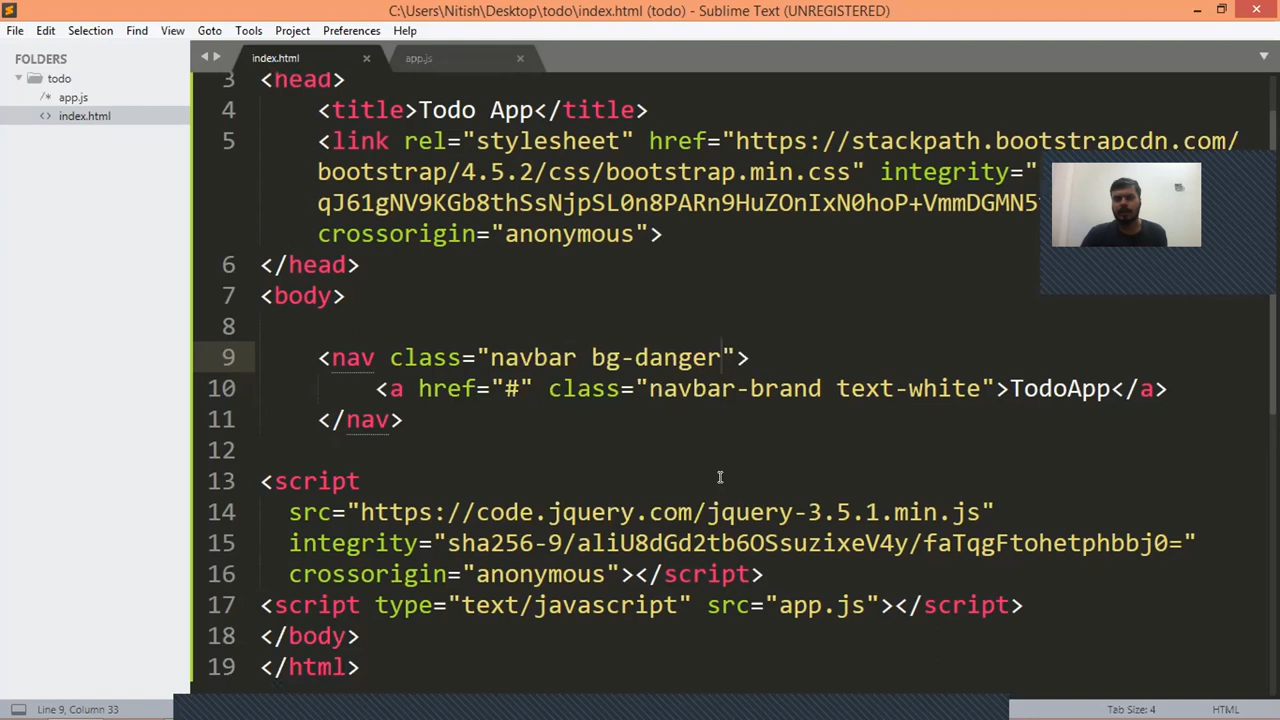 C:\Users\Nitish\Desktop\todo\index.html (todo) - Sublime Text (UNREGISTERED)
File Edit Selection Find View Goto Tools Project Preferences Help
FOLDERS
todo
/* app.js
<> index.html
index.html × app.js ×
3 <head>
4 <title>Todo App</title>
5 <link rel="stylesheet" href="https://stackpath.bootstrapcdn.com/
bootstrap/4.5.2/css/bootstrap.min.css" integrity="
qJ61gNV9KGb8thSsNjpSL0n8PARn9HuZOnIxN0hoP+VmmDGMN5
crossorigin="anonymous">
6 </head>
7 <body>
8
9 <nav class="navbar bg-danger">
10 <a href="#" class="navbar-brand text-white">TodoApp</a>
11 </nav>
12
13 <script
14 src="https://code.jquery.com/jquery-3.5.1.min.js"
15 integrity="sha256-9/aliU8dGd2tb6OSsuzixeV4y/faTqgFtohetphbbj0="
16 crossorigin="anonymous"></script>
17 <script type="text/javascript" src="app.js"></script>
18 </body>
19 </html>
Line 9, Column 33
Tab Size: 4
HTML